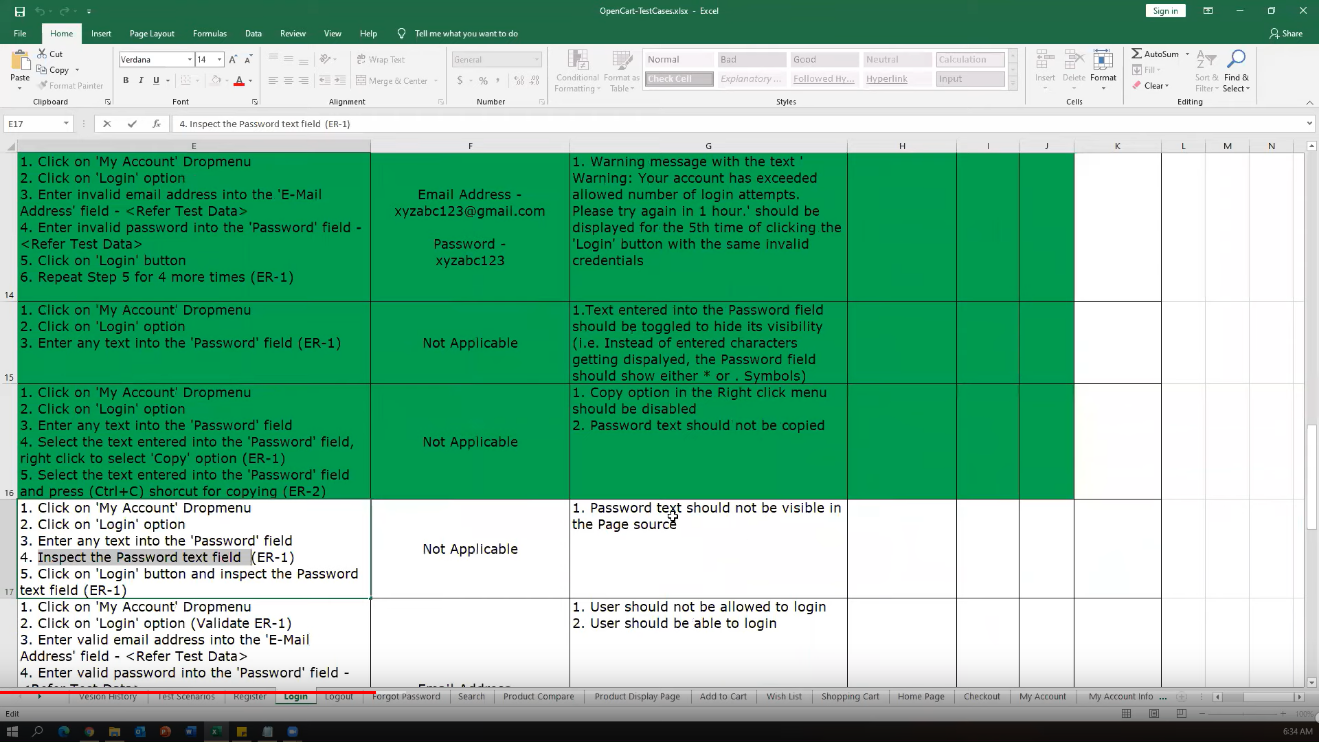 OpenCart-TestCases.xlsx - Excel
Sign in
File Home Insert Page Layout Formulas Data Review View Help Tell me what you want to do Share
Paste
Cut
Copy
Format Painter
Clipboard
Verdana 14
B I U
Font
Wrap Text
Merge & Center
Alignment
General
$ % ,
Number
Conditional Formatting
Format as Table
Normal Bad Good Neutral Calculation
Check Cell Explanatory ... Followed Hy... Hyperlink Input
Styles
Insert Delete Format
Cells
AutoSum
Fill
Clear
Sort & Filter
Find & Select
Editing
E17
4. Inspect the Password text field (ER-1)
E F G H I J K L M N
14
1. Click on 'My Account' Dropmenu
2. Click on 'Login' option
3. Enter invalid email address into the 'E-Mail
Address' field - <Refer Test Data>
4. Enter invalid password into the 'Password' field -
<Refer Test Data>
5. Click on 'Login' button
6. Repeat Step 5 for 4 more times (ER-1)
Email Address -
xyzabc123@gmail.com
Password -
xyzabc123
1. Warning message with the text '
Warning: Your account has exceeded
allowed number of login attempts.
Please try again in 1 hour.' should be
displayed for the 5th time of clicking the
'Login' button with the same invalid
credentials
15
1. Click on 'My Account' Dropmenu
2. Click on 'Login' option
3. Enter any text into the 'Password' field (ER-1)
Not Applicable
1.Text entered into the Password field
should be toggled to hide its visibility
(i.e. Instead of entered characters
getting dispalyed, the Password field
should show either * or . Symbols)
16
1. Click on 'My Account' Dropmenu
2. Click on 'Login' option
3. Enter any text into the 'Password' field
4. Select the text entered into the 'Password' field,
right click to select 'Copy' option (ER-1)
5. Select the text entered into the 'Password' field
and press (Ctrl+C) shorcut for copying (ER-2)
Not Applicable
1. Copy option in the Right click menu
should be disabled
2. Password text should not be copied
17
1. Click on 'My Account' Dropmenu
2. Click on 'Login' option
3. Enter any text into the 'Password' field
4. Inspect the Password text field (ER-1)
5. Click on 'Login' button and inspect the Password
text field (ER-1)
Not Applicable
1. Password text should not be visible in
the Page source
1. Click on 'My Account' Dropmenu
2. Click on 'Login' option (Validate ER-1)
3. Enter valid email address into the 'E-Mail
Address' field - <Refer Test Data>
4. Enter valid password into the 'Password' field -
<Refer Test Data>
Email Address -
1. User should not be allowed to login
2. User should be able to login
Vesion History Test Scenarios Register Login Logout Forgot Password Search Product Compare Product Display Page Add to Cart Wish List Shopping Cart Home Page Checkout My Account My Account Info ...
Edit
6:34 AM